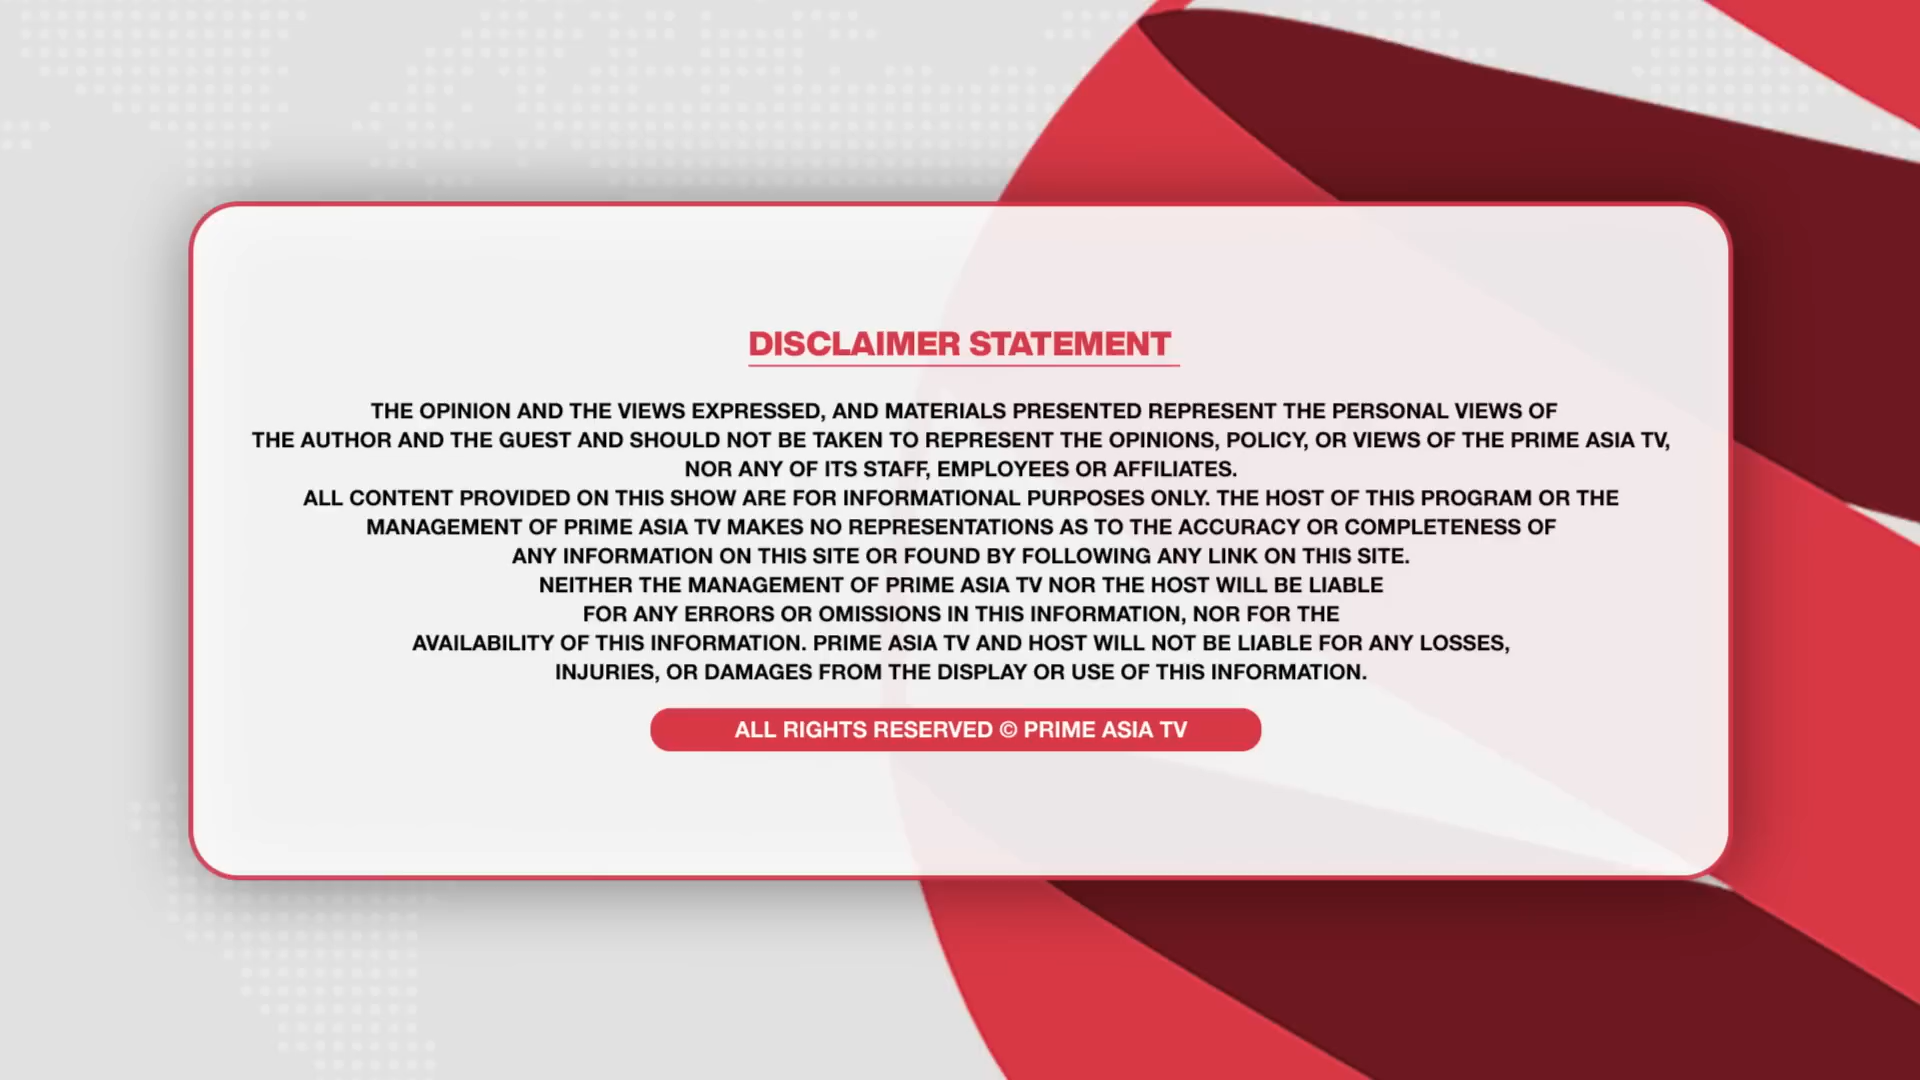 DISCLAIMER STATEMENT
THE OPINION AND THE VIEWS EXPRESSED, AND MATERIALS PRESENTED REPRESENT THE PERSONAL VIEWS OF
THE AUTHOR AND THE GUEST AND SHOULD NOT BE TAKEN TO REPRESENT THE OPINIONS, POLICY, OR VIEWS OF THE PRIME ASIA TV,
NOR ANY OF ITS STAFF, EMPLOYEES OR AFFILIATES.
ALL CONTENT PROVIDED ON THIS SHOW ARE FOR INFORMATIONAL PURPOSES ONLY. THE HOST OF THIS PROGRAM OR THE
MANAGEMENT OF PRIME ASIA TV MAKES NO REPRESENTATIONS AS TO THE ACCURACY OR COMPLETENESS OF
ANY INFORMATION ON THIS SITE OR FOUND BY FOLLOWING ANY LINK ON THIS SITE.
NEITHER THE MANAGEMENT OF PRIME ASIA TV NOR THE HOST WILL BE LIABLE
FOR ANY ERRORS OR OMISSIONS IN THIS INFORMATION, NOR FOR THE
AVAILABILITY OF THIS INFORMATION. PRIME ASIA TV AND HOST WILL NOT BE LIABLE FOR ANY LOSSES,
INJURIES, OR DAMAGES FROM THE DISPLAY OR USE OF THIS INFORMATION.
ALL RIGHTS RESERVED © PRIME ASIA TV